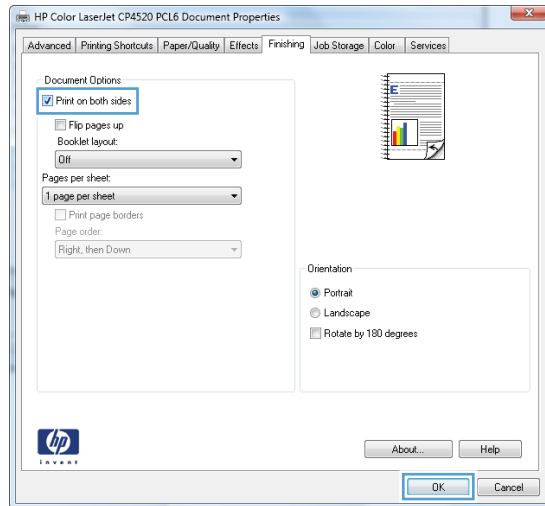 HP Color LaserJet CP4520 PCL6 Document Properties
Advanced Printing Shortcuts Paper/Quality Effects Finishing Job Storage Color Services
Document Options
Print on both sides
Flip pages up
Booklet layout:
Off
Pages per sheet:
1 page per sheet
Print page borders
Page order:
Right, then Down
E
Orientation
Portrait
Landscape
Rotate by 180 degrees
hp
invent
About... Help
OK Cancel